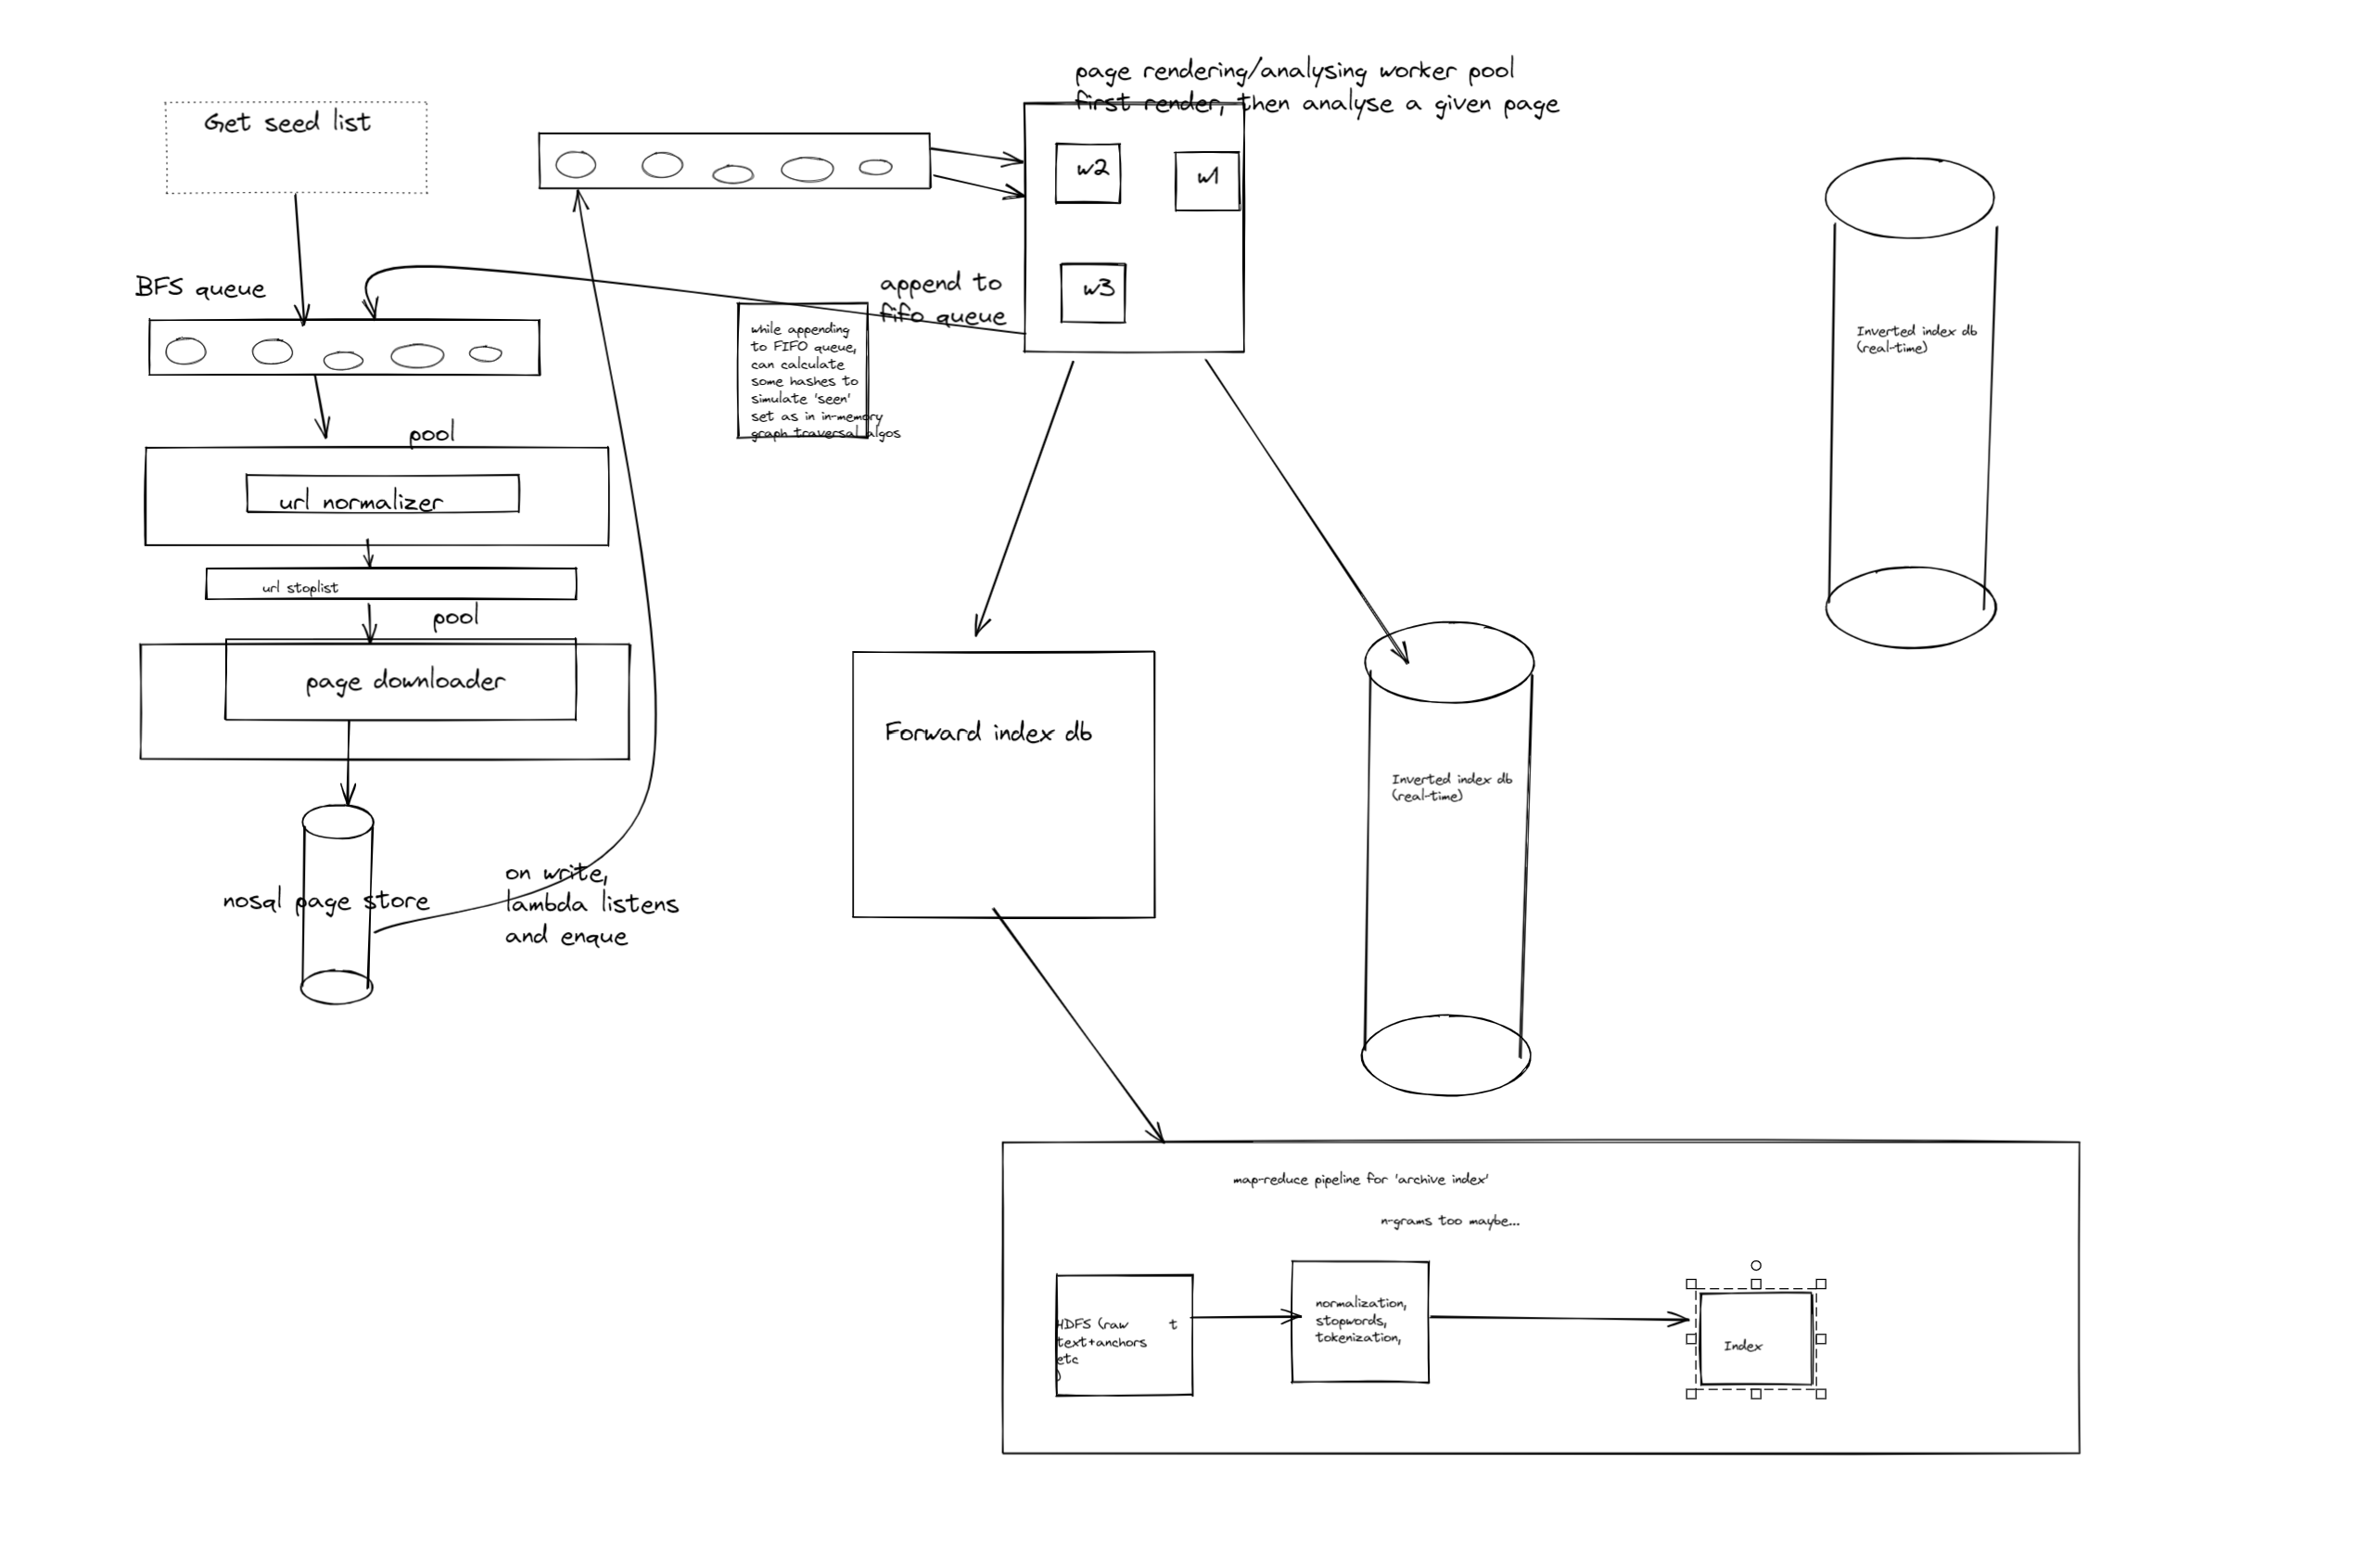 page rendering/analysing worker pool
first render, then analyse a given page
Get seed list
w2
w1
w3
BFS queue
append to
fifo queue
while appending
to FIFO queue,
can calculate
some hashes to
simulate 'seen'
set as in in-memory
graph traversal algos
Inverted index db
(real-time)
pool
url normalizer
url stoplist
pool
page downloader
Forward index db
Inverted index db
(real-time)
nosql page store
on write,
lambda listens
and enque
map-reduce pipeline for 'archive index'
n-grams too maybe...
HDFS (raw t
text+anchors
etc
)
normalization,
stopwords,
tokenization,
Index